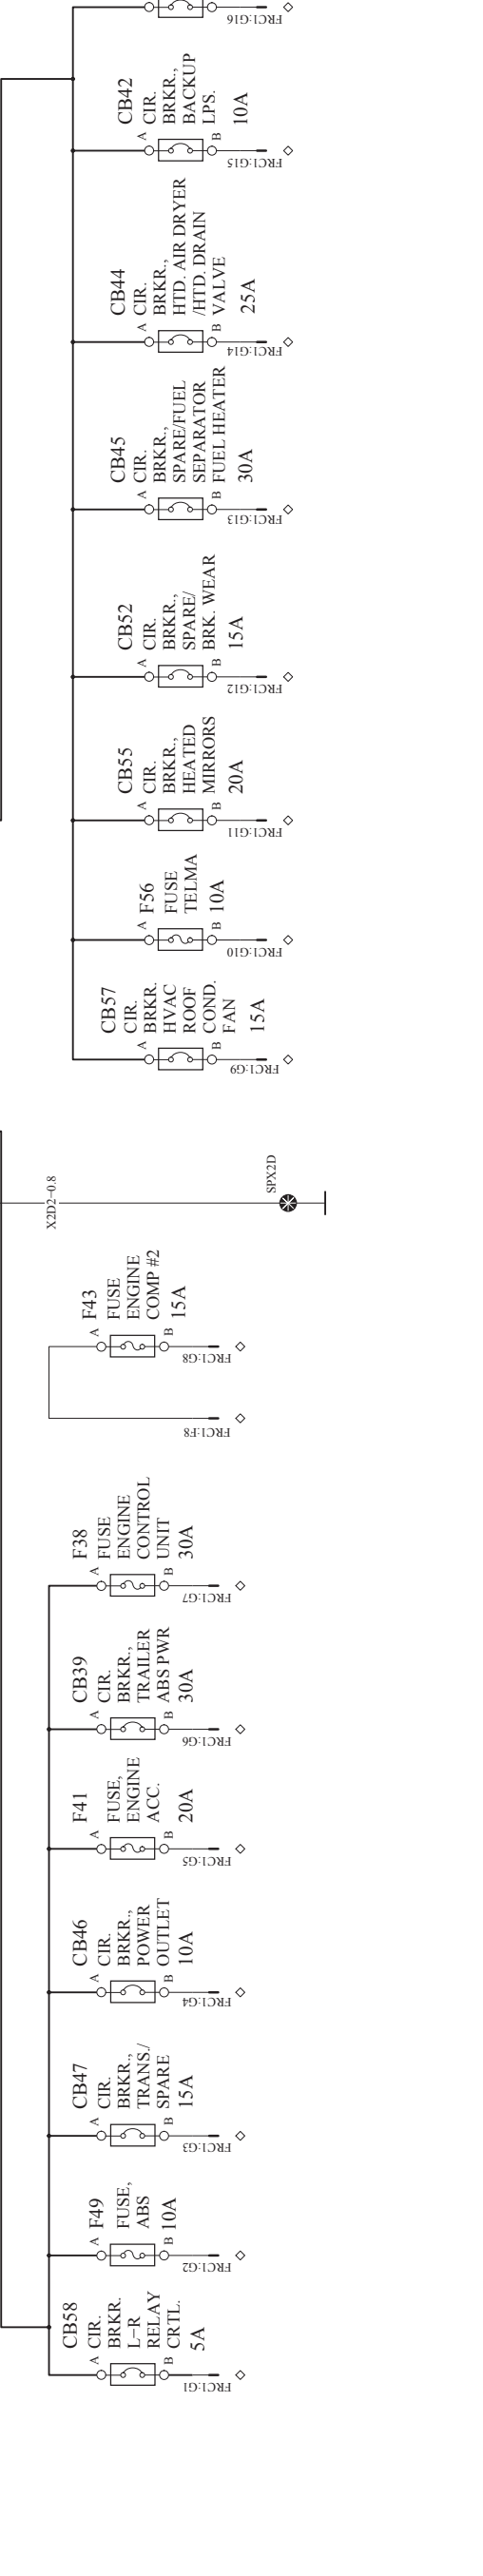 FRC1:G16
CB42
CIR.
BRKR.,
BACKUP
LPS.
10A
A
B
FRC1:G15
CB44
CIR.
BRKR.,
HTD. AIR DRYER
/HTD. DRAIN
VALVE
25A
A
B
FRC1:G14
CB45
CIR.
BRKR.,
SPARE/FUEL
SEPARATOR
FUEL HEATER
30A
A
B
FRC1:G13
CB52
CIR.
BRKR.,
SPARE/
BRK. WEAR
15A
A
B
FRC1:G12
CB55
CIR.
BRKR.,
HEATED
MIRRORS
20A
A
B
FRC1:G11
F56
FUSE
TELMA
10A
A
B
FRC1:G10
CB57
CIR.
BRKR.
HVAC
ROOF
COND.
FAN
15A
A
B
FRC1:G9
X2D2-0.8
SPX2D
F43
FUSE
ENGINE
COMP #2
15A
A
B
FRC1:G8
FRC1:F8
F38
FUSE
ENGINE
CONTROL
UNIT
30A
A
B
FRC1:G7
CB39
CIR.
BRKR.,
TRAILER
ABS PWR
30A
A
B
FRC1:G6
F41
FUSE,
ENGINE
ACC.
20A
A
B
FRC1:G5
CB46
CIR.
BRKR.,
POWER
OUTLET
10A
A
B
FRC1:G4
CB47
CIR.
BRKR.,
TRANS./
SPARE
15A
A
B
FRC1:G3
F49
FUSE,
ABS
10A
A
B
FRC1:G2
CB58
CIR.
BRKR.
L-R
RELAY
CRTL.
5A
A
B
FRC1:G1